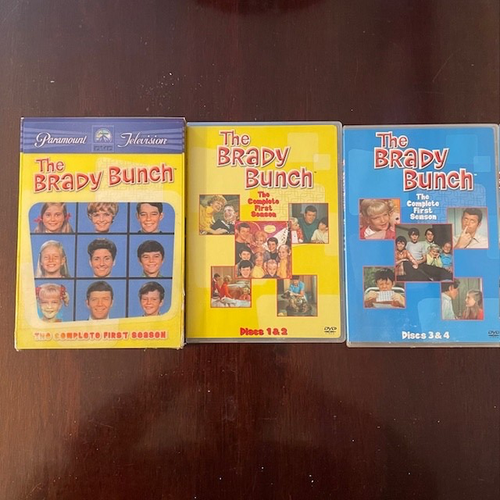 Paramount Television
The
BRADY BUNCH
THE COMPLETE FIRST SEASON
The
BRADY
BUNCH
The
Complete
First
Season
Discs 1 & 2
DVD
The
BRADY
BUNCH
The
Complete
First
Season
Discs 3 & 4
DVD